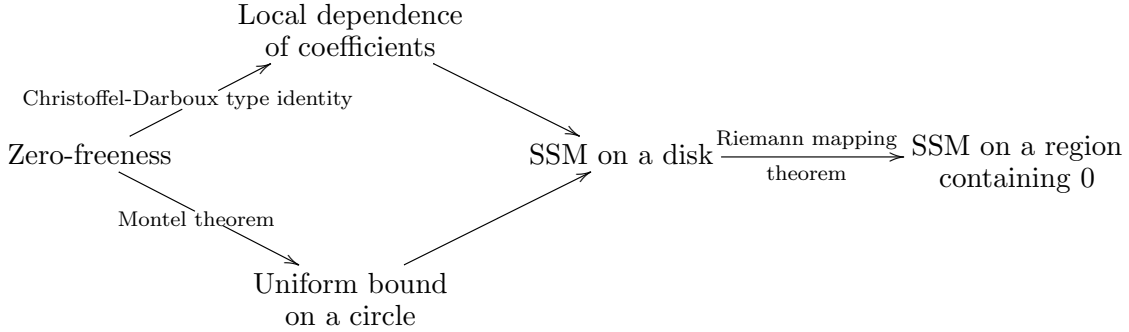 Local dependence
of coefficients
Christoffel-Darboux type identity
Zero-freeness
SSM on a disk
Riemann mapping
theorem
SSM on a region
containing 0
Montel theorem
Uniform bound
on a circle